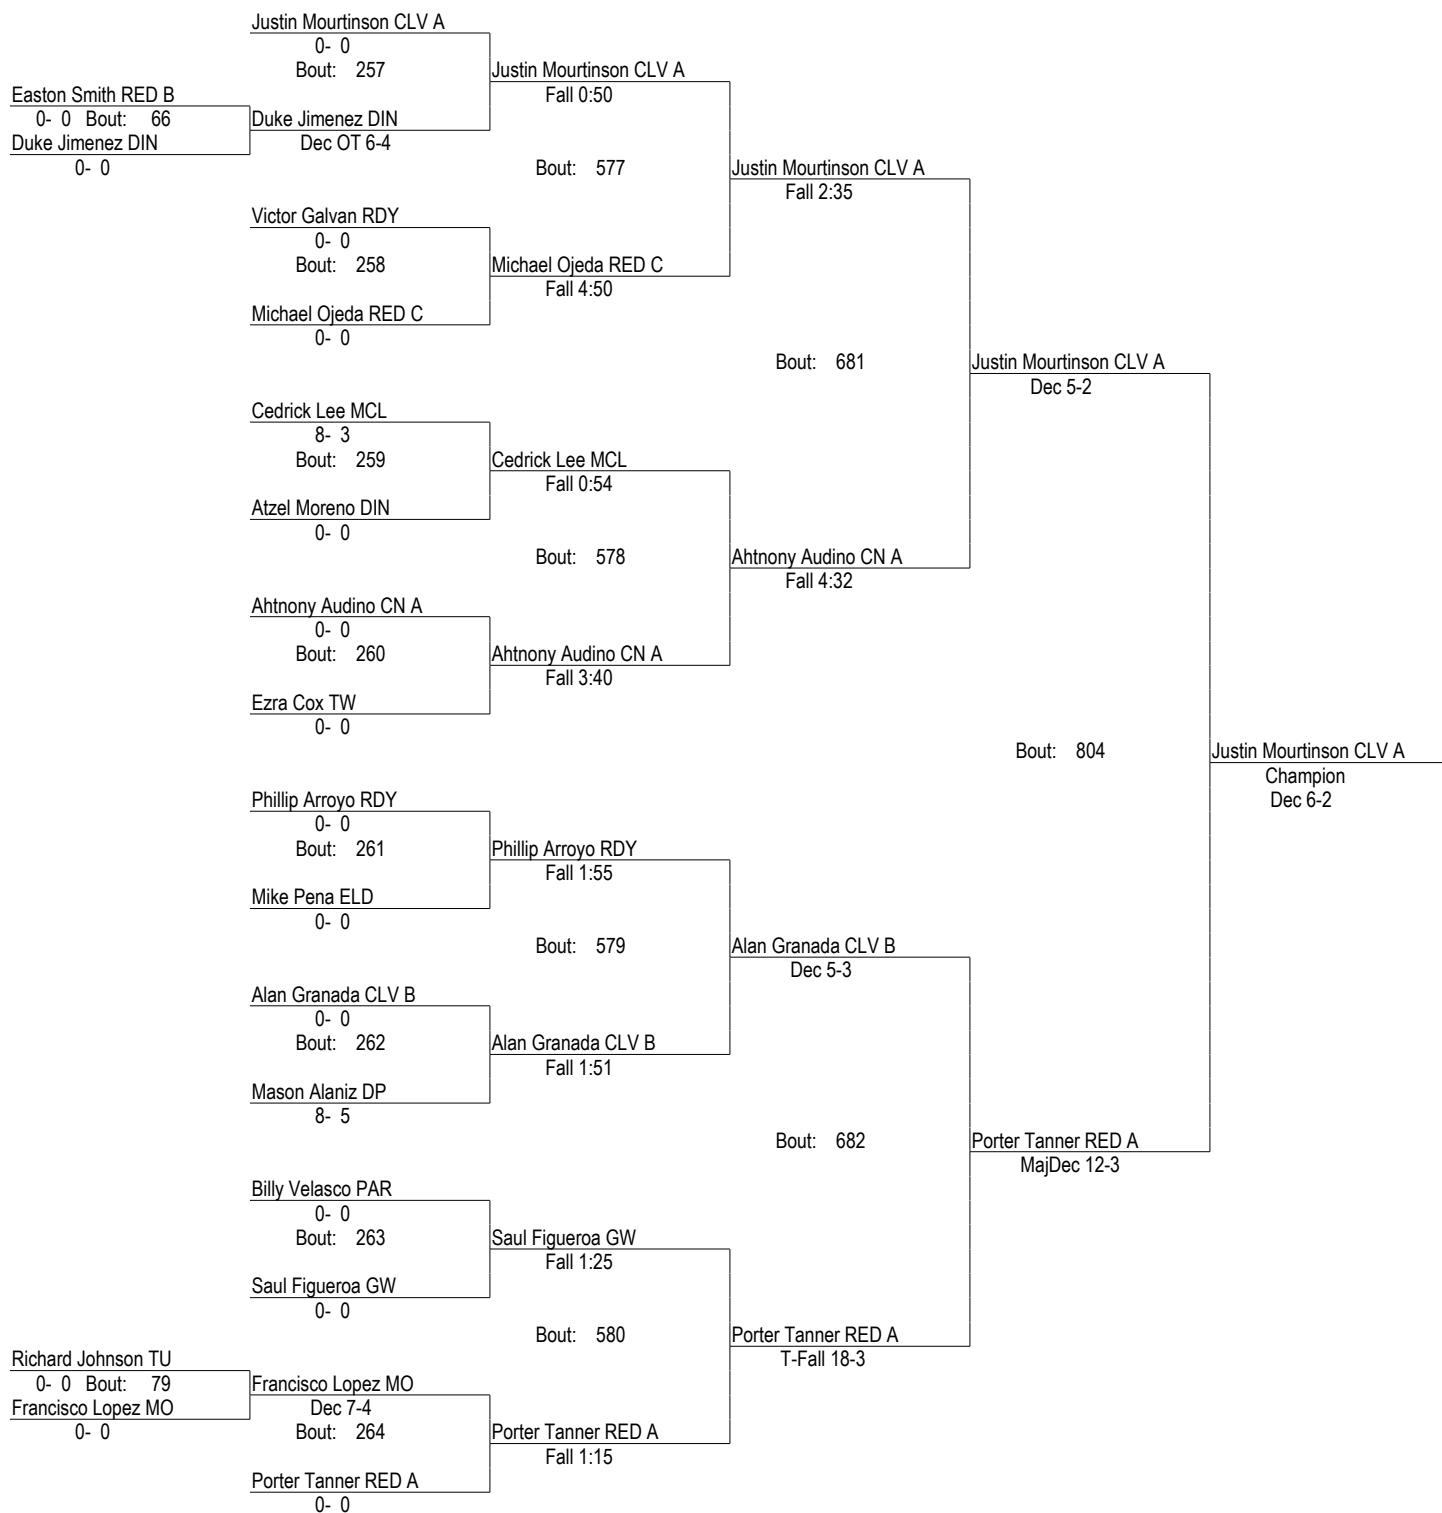 Justin Mourtinson CLV A
0- 0
Bout: 257
Justin Mourtinson CLV A
Easton Smith RED B
Fall 0:50
0- 0 Bout: 66
Duke Jimenez DIN
Duke Jimenez DIN
Dec OT 6-4
0- 0
Bout: 577
Justin Mourtinson CLV A
Fall 2:35
Victor Galvan RDY
0- 0
Bout: 258
Michael Ojeda RED C
Fall 4:50
Michael Ojeda RED C
0- 0
Bout: 681
Justin Mourtinson CLV A
Dec 5-2
Cedrick Lee MCL
8- 3
Bout: 259
Cedrick Lee MCL
Fall 0:54
Atzel Moreno DIN
0- 0
Bout: 578
Ahtnony Audino CN A
Fall 4:32
Ahtnony Audino CN A
0- 0
Bout: 260
Ahtnony Audino CN A
Fall 3:40
Ezra Cox TW
0- 0
Bout: 804
Justin Mourtinson CLV A
Champion
Dec 6-2
Phillip Arroyo RDY
0- 0
Bout: 261
Phillip Arroyo RDY
Fall 1:55
Mike Pena ELD
0- 0
Bout: 579
Alan Granada CLV B
Dec 5-3
Alan Granada CLV B
0- 0
Bout: 262
Alan Granada CLV B
Fall 1:51
Mason Alaniz DP
8- 5
Bout: 682
Porter Tanner RED A
MajDec 12-3
Billy Velasco PAR
0- 0
Bout: 263
Saul Figueroa GW
Fall 1:25
Saul Figueroa GW
0- 0
Bout: 580
Porter Tanner RED A
T-Fall 18-3
Richard Johnson TU
0- 0 Bout: 79
Francisco Lopez MO
Francisco Lopez MO
Dec 7-4
0- 0
Bout: 264
Porter Tanner RED A
Fall 1:15
Porter Tanner RED A
0- 0